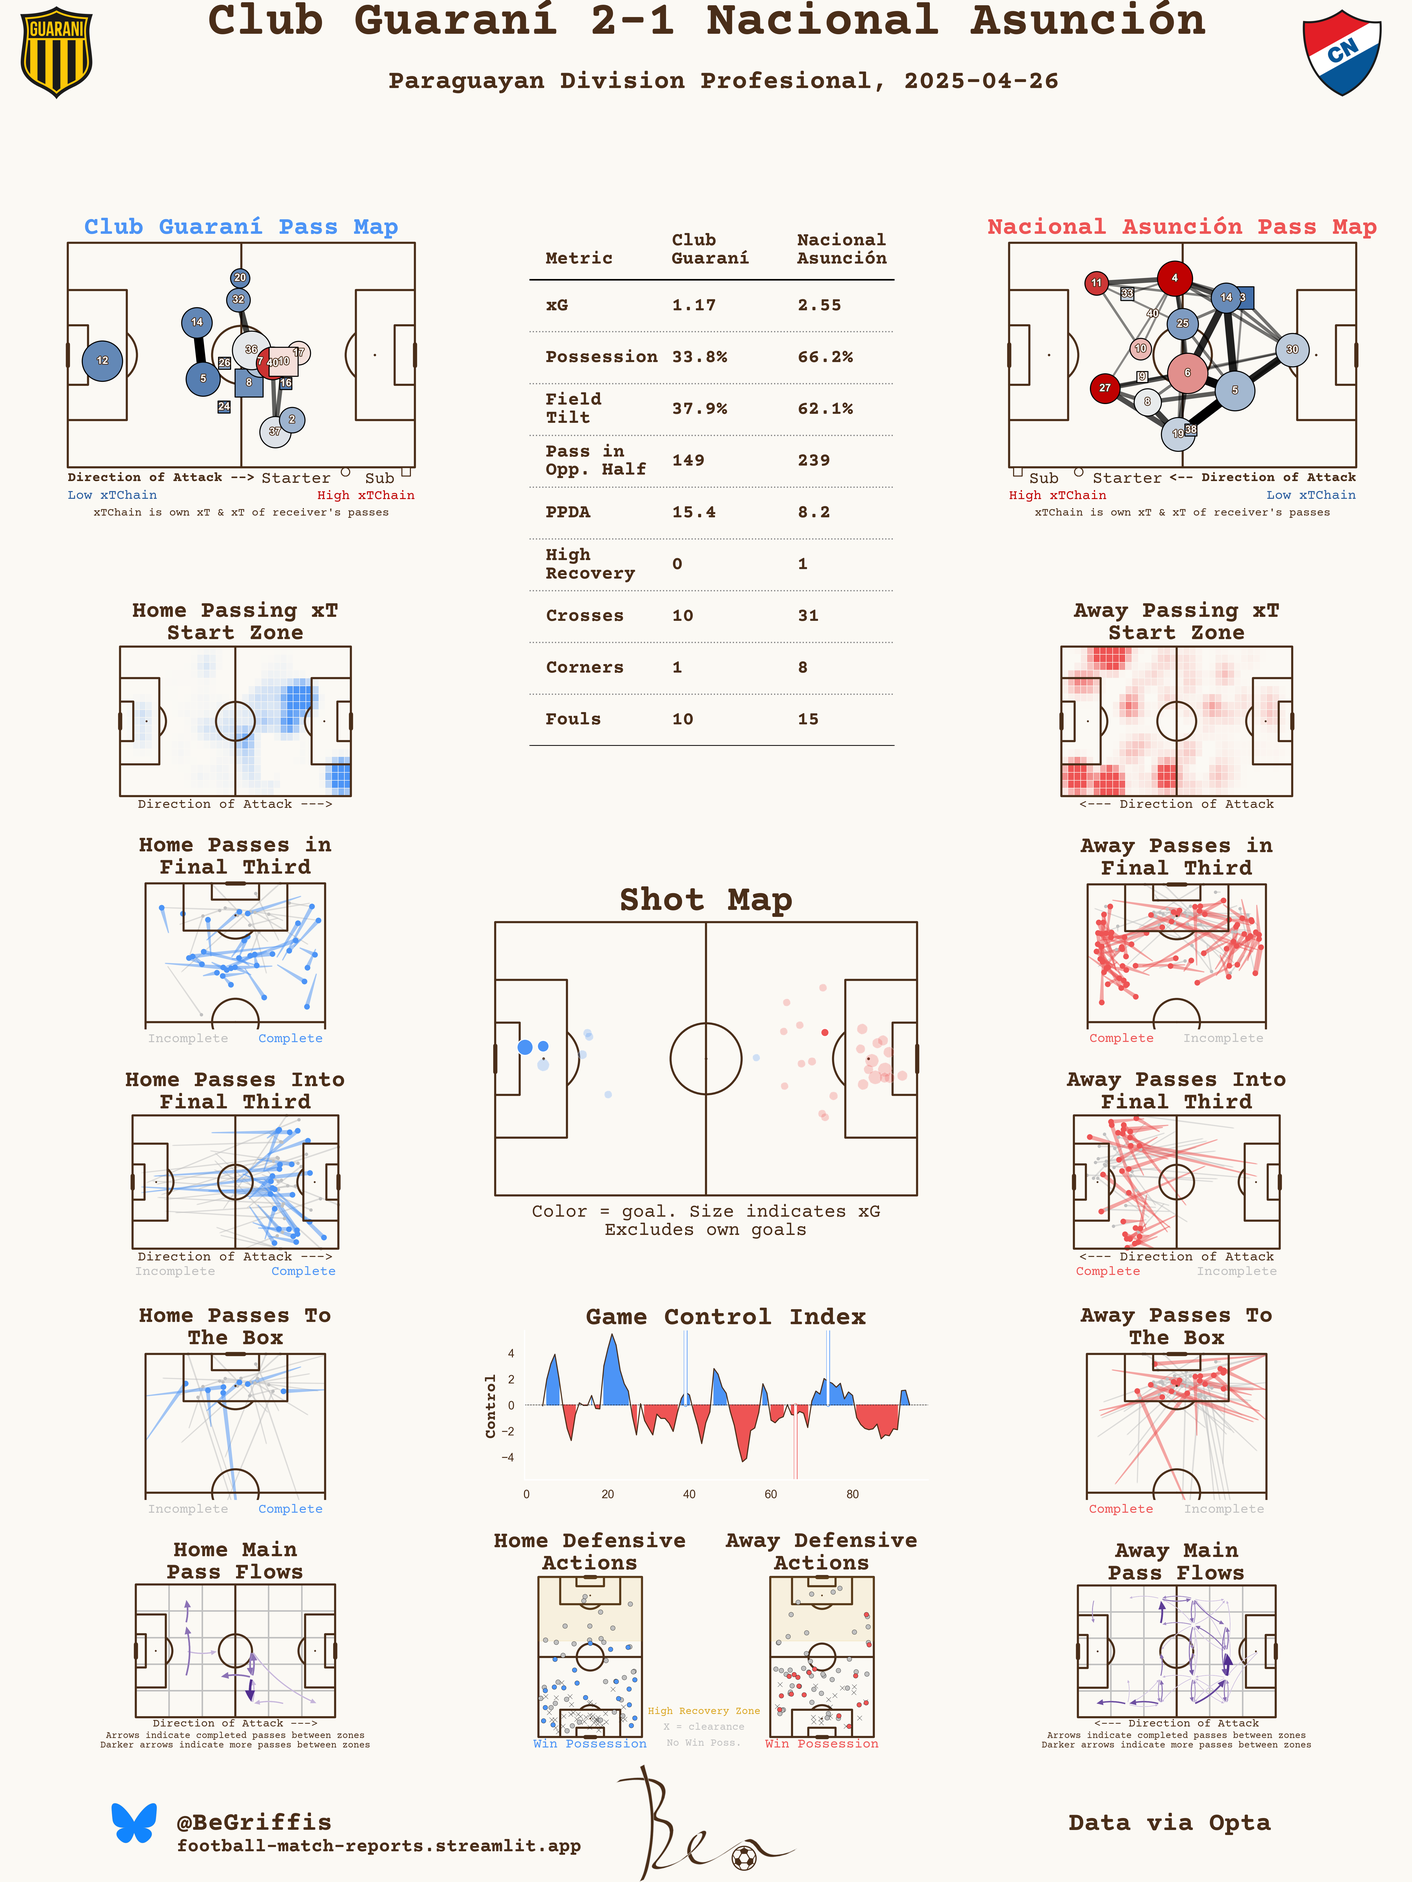 Club Guaraní 2-1 Nacional Asunción
Paraguayan Division Profesional, 2025-04-26
GUARANI
CN
Club Guaraní Pass Map
20
32
14
36
17
12
26
7
40
10
5
8
16
24
2
37
Direction of Attack --> Starter Sub
Low xTChain High xTChain
xTChain is own xT & xT of receiver's passes
Metric Club Guaraní Nacional Asunción
xG 1.17 2.55
Possession 33.8% 66.2%
Field Tilt 37.9% 62.1%
Pass in Opp. Half 149 239
PPDA 15.4 8.2
High Recovery 0 1
Crosses 10 31
Corners 1 8
Fouls 10 15
Nacional Asunción Pass Map
11
4
33
14
3
40
25
10
30
6
9
27
5
8
19
38
Sub Starter <-- Direction of Attack
High xTChain Low xTChain
xTChain is own xT & xT of receiver's passes
Home Passing xT
Start Zone
Direction of Attack --->
Away Passing xT
Start Zone
<--- Direction of Attack
Home Passes in
Final Third
Incomplete Complete
Away Passes in
Final Third
Complete Incomplete
Shot Map
Color = goal. Size indicates xG
Excludes own goals
Home Passes Into
Final Third
Direction of Attack --->
Incomplete Complete
Away Passes Into
Final Third
<--- Direction of Attack
Complete Incomplete
Home Passes To
The Box
Incomplete Complete
Game Control Index
Control
4
2
0
−2
−4
0 20 40 60 80
Away Passes To
The Box
Complete Incomplete
Home Main
Pass Flows
Direction of Attack --->
Arrows indicate completed passes between zones
Darker arrows indicate more passes between zones
Home Defensive
Actions
Win Possession
High Recovery Zone
X = clearance
No Win Poss.
Away Defensive
Actions
Win Possession
Away Main
Pass Flows
<--- Direction of Attack
Arrows indicate completed passes between zones
Darker arrows indicate more passes between zones
@BeGriffis
football-match-reports.streamlit.app
Ben
Data via Opta